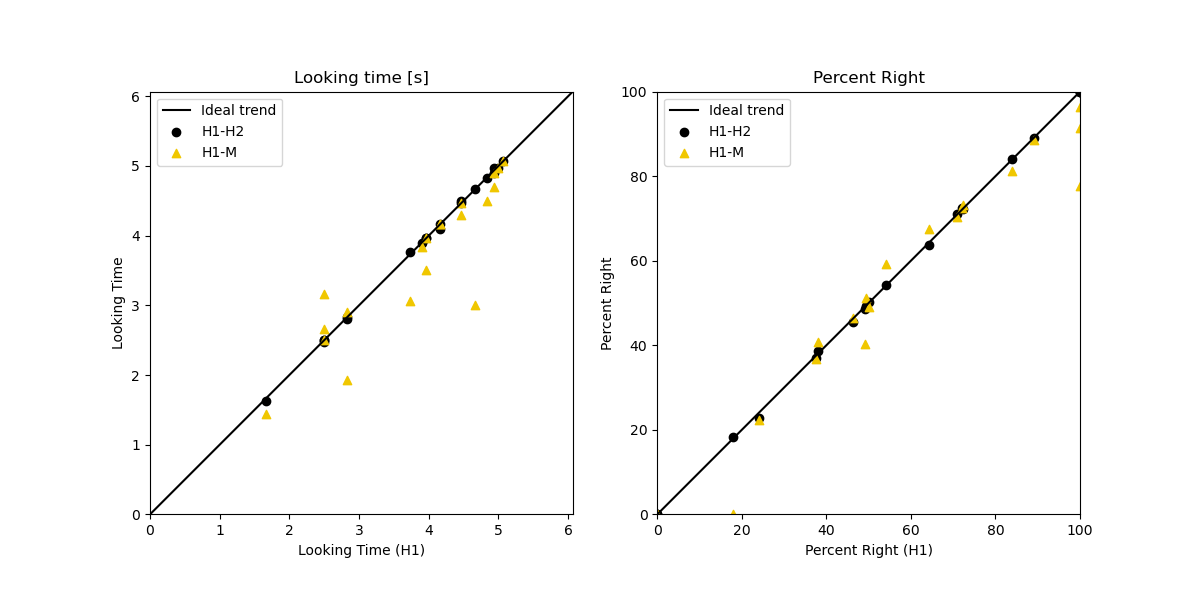 Looking time [s]
Ideal trend
H1-H2
H1-M
6
5
4
3
2
1
0
0 1 2 3 4 5 6
Looking Time
Looking Time (H1)
Percent Right
Ideal trend
H1-H2
H1-M
100
80
60
40
20
0
0 20 40 60 80 100
Percent Right
Percent Right (H1)